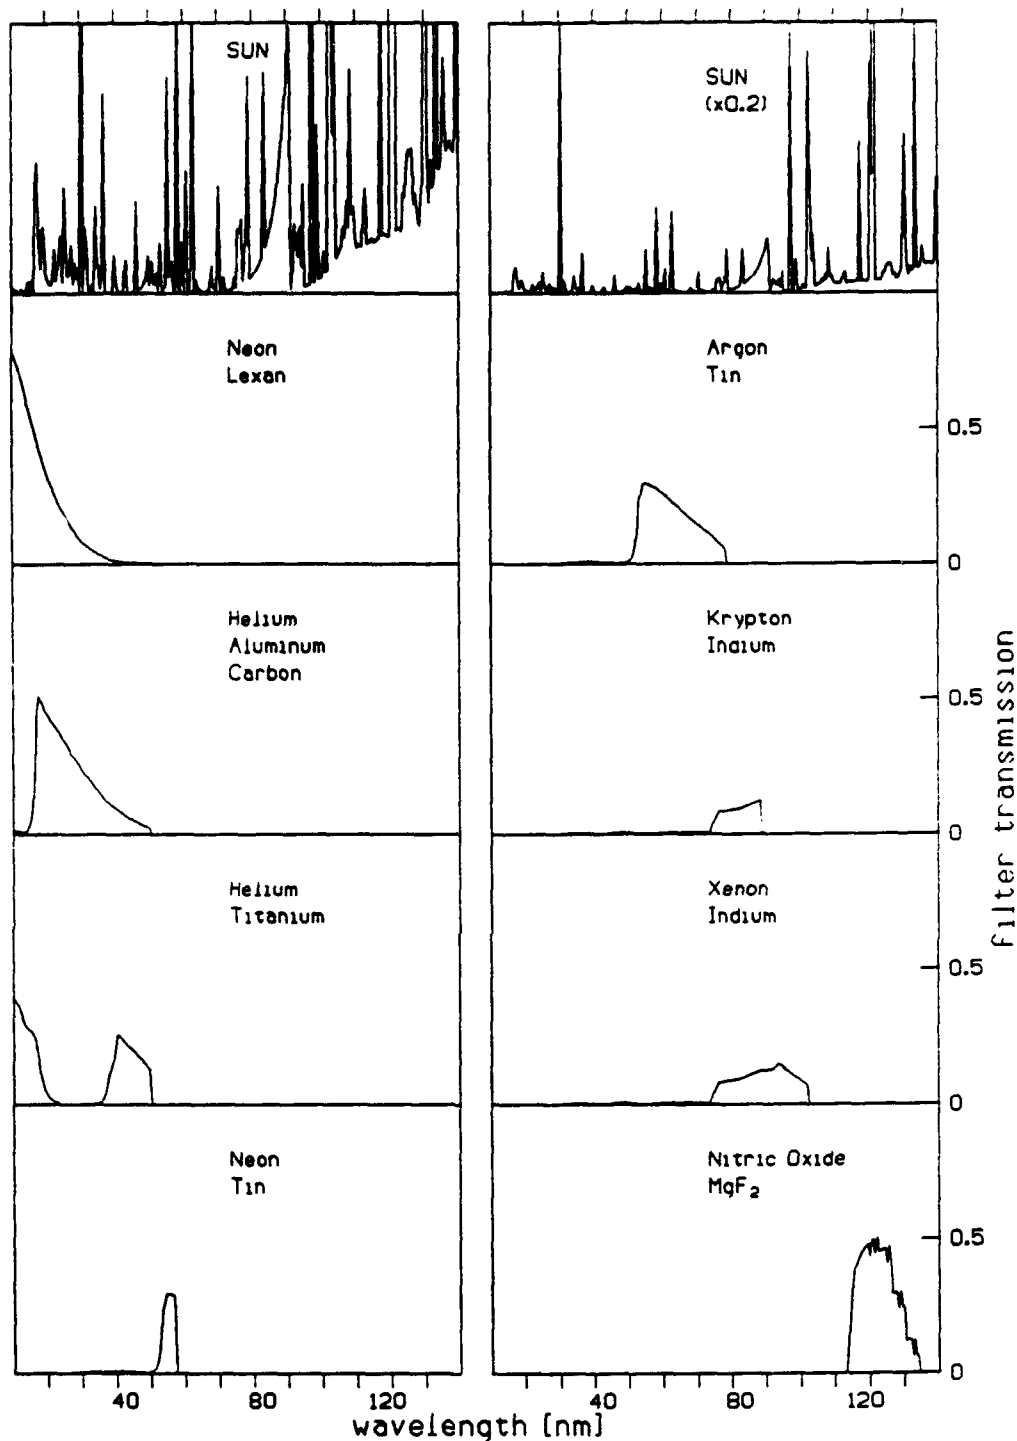 SUN
SUN
(x0.2)
Neon
Lexan
Argon
Tin
0.5
0
Helium
Aluminum
Carbon
Krypton
Indium
0.5
0
Helium
Titanium
Xenon
Indium
0.5
0
Neon
Tin
Nitric Oxide
MgF₂
0.5
0
40 80 120
40 80 120
wavelength [nm]
filter transmission